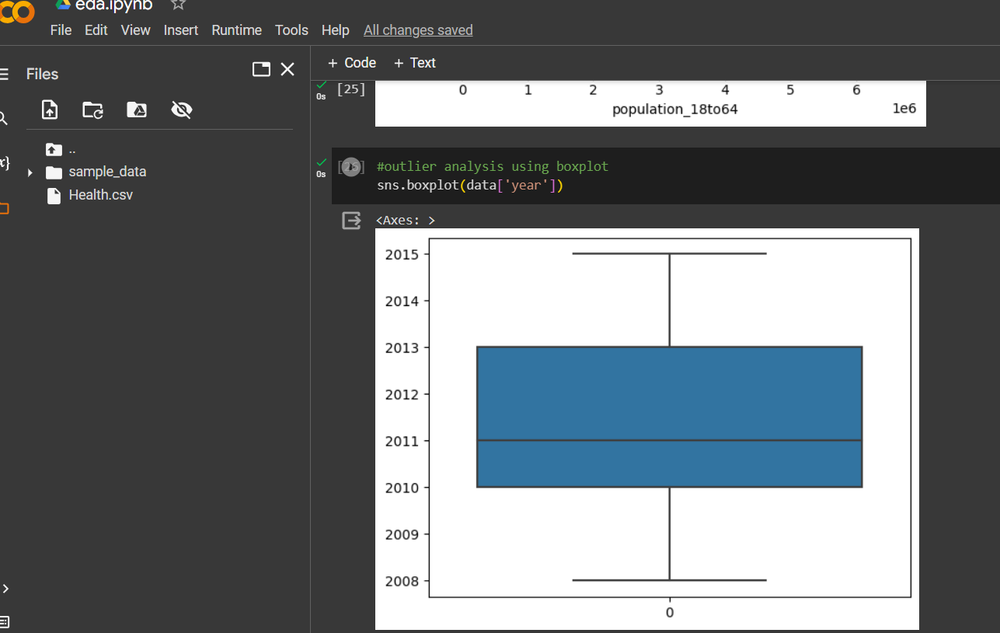 eda.ipynb
File Edit View Insert Runtime Tools Help All changes saved
Files
+ Code + Text
..
sample_data
Health.csv
0s
[25]
0 1 2 3 4 5 6
population_18to64 1e6
0s
#outlier analysis using boxplot
sns.boxplot(data['year'])
<Axes: >
2015
2014
2013
2012
2011
2010
2009
2008
0